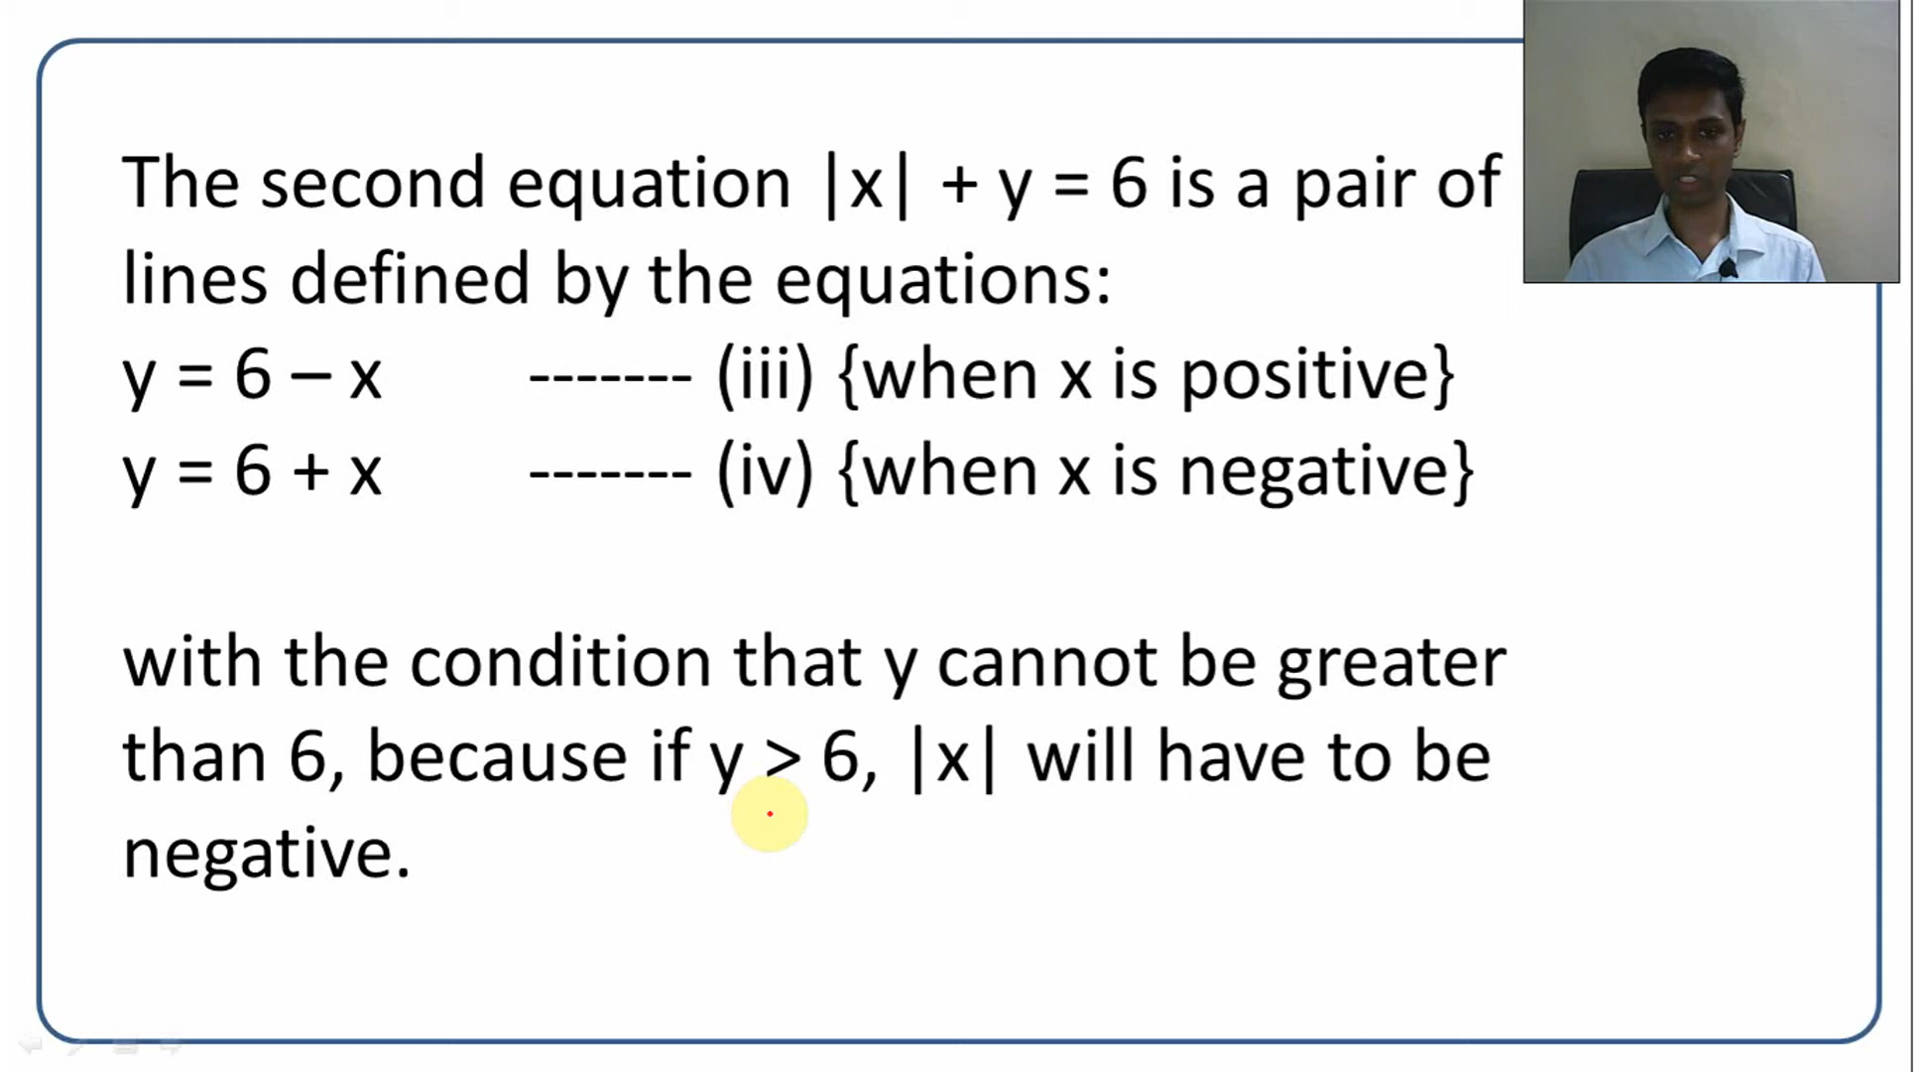 The second equation |x| + y = 6 is a pair of
lines defined by the equations:
y = 6 – x ------- (iii) {when x is positive}
y = 6 + x ------- (iv) {when x is negative}
with the condition that y cannot be greater
than 6, because if y > 6, |x| will have to be
negative.